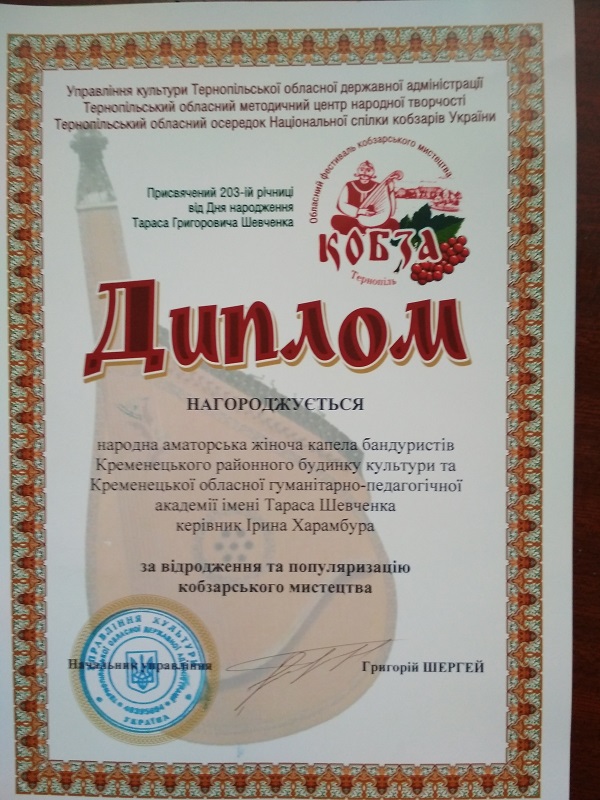 Управління культури Тернопільської обласної державної адміністрації
Тернопільський обласний методичний центр народної творчості
Тернопільський обласний осередок Національної спілки кобзарів України
Присвячений 203-ій річниці
від Дня народження
Тараса Григоровича Шевченка
Обласний фестиваль кобзарського мистецтва
КОБЗА
Тернопіль
Диплом
НАГОРОДЖУЄТЬСЯ
народна аматорська жіноча капела бандуристів
Кременецького районного будинку культури та
Кременецької обласної гуманітарно-педагогічної
академії імені Тараса Шевченка
керівник Ірина Харамбура
за відродження та популяризацію
кобзарського мистецтва
Начальник управління
Григорій ШЕРГЕЙ
УПРАВЛІННЯ КУЛЬТУРИ
УКРАЇНА